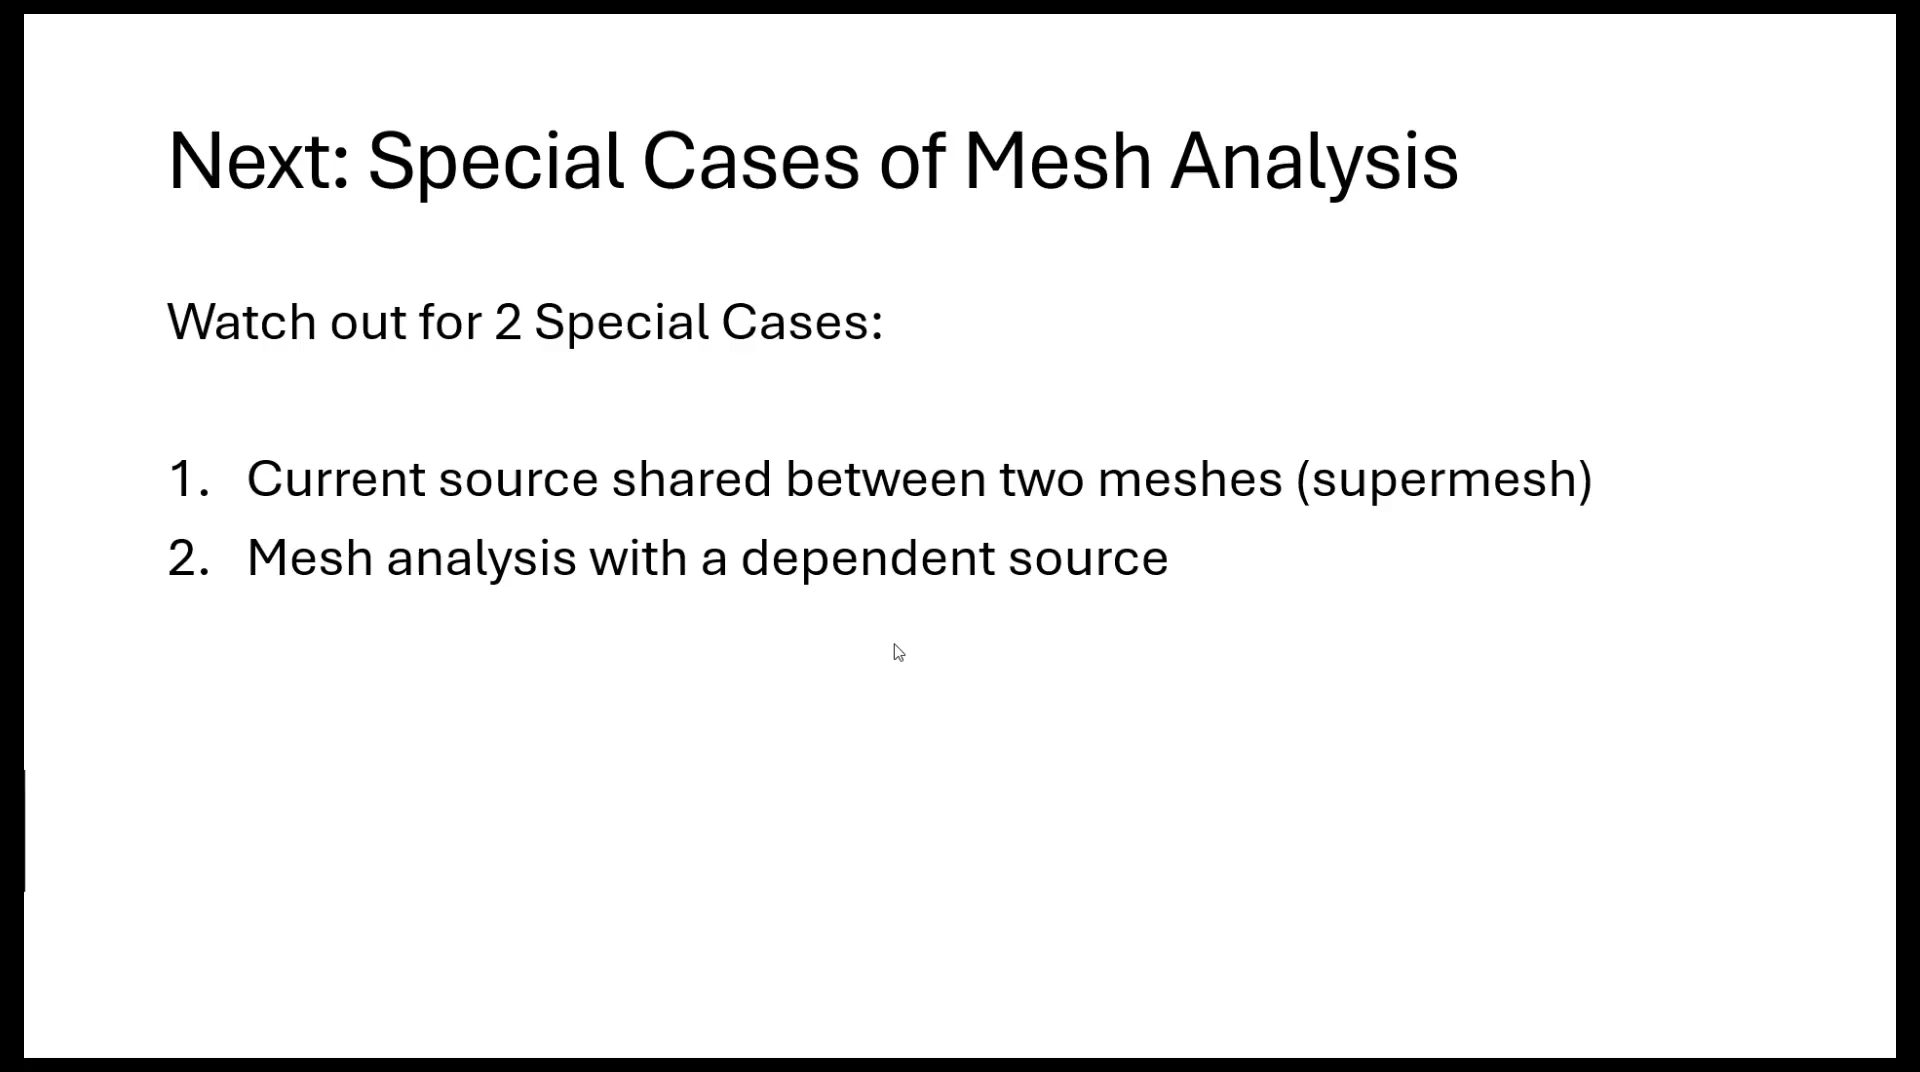 Next: Special Cases of Mesh Analysis
Watch out for 2 Special Cases:
1. Current source shared between two meshes (supermesh)
2. Mesh analysis with a dependent source